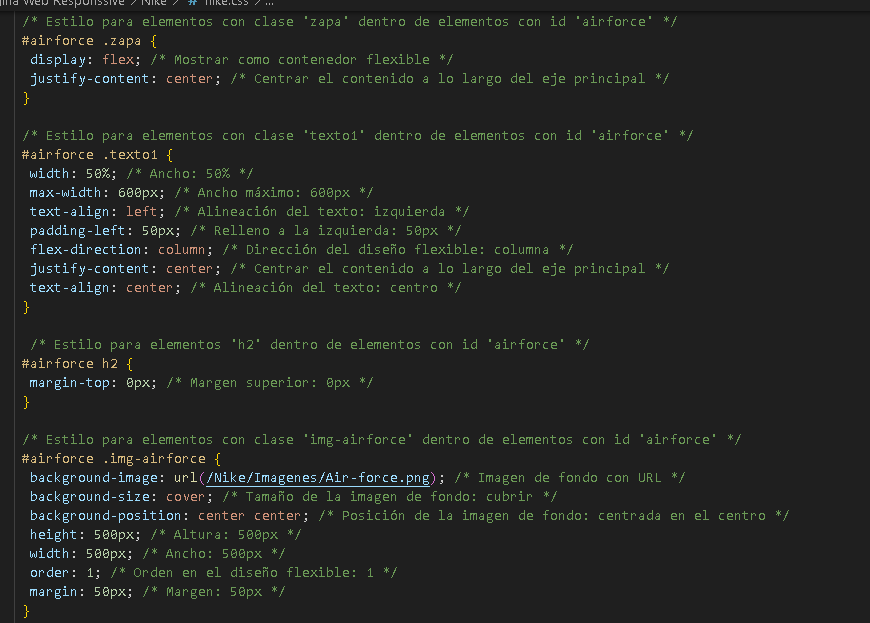 gina Web Responssive > Nike > # nike.css > ...
/* Estilo para elementos con clase 'zapa' dentro de elementos con id 'airforce' */
#airforce .zapa {
display: flex; /* Mostrar como contenedor flexible */
justify-content: center; /* Centrar el contenido a lo largo del eje principal */
}
/* Estilo para elementos con clase 'texto1' dentro de elementos con id 'airforce' */
#airforce .texto1 {
width: 50%; /* Ancho: 50% */
max-width: 600px; /* Ancho máximo: 600px */
text-align: left; /* Alineación del texto: izquierda */
padding-left: 50px; /* Relleno a la izquierda: 50px */
flex-direction: column; /* Dirección del diseño flexible: columna */
justify-content: center; /* Centrar el contenido a lo largo del eje principal */
text-align: center; /* Alineación del texto: centro */
}
/* Estilo para elementos 'h2' dentro de elementos con id 'airforce' */
#airforce h2 {
margin-top: 0px; /* Margen superior: 0px */
}
/* Estilo para elementos con clase 'img-airforce' dentro de elementos con id 'airforce' */
#airforce .img-airforce {
background-image: url(/Nike/Imagenes/Air-force.png); /* Imagen de fondo con URL */
background-size: cover; /* Tamaño de la imagen de fondo: cubrir */
background-position: center center; /* Posición de la imagen de fondo: centrada en el centro */
height: 500px; /* Altura: 500px */
width: 500px; /* Ancho: 500px */
order: 1; /* Orden en el diseño flexible: 1 */
margin: 50px; /* Margen: 50px */
}